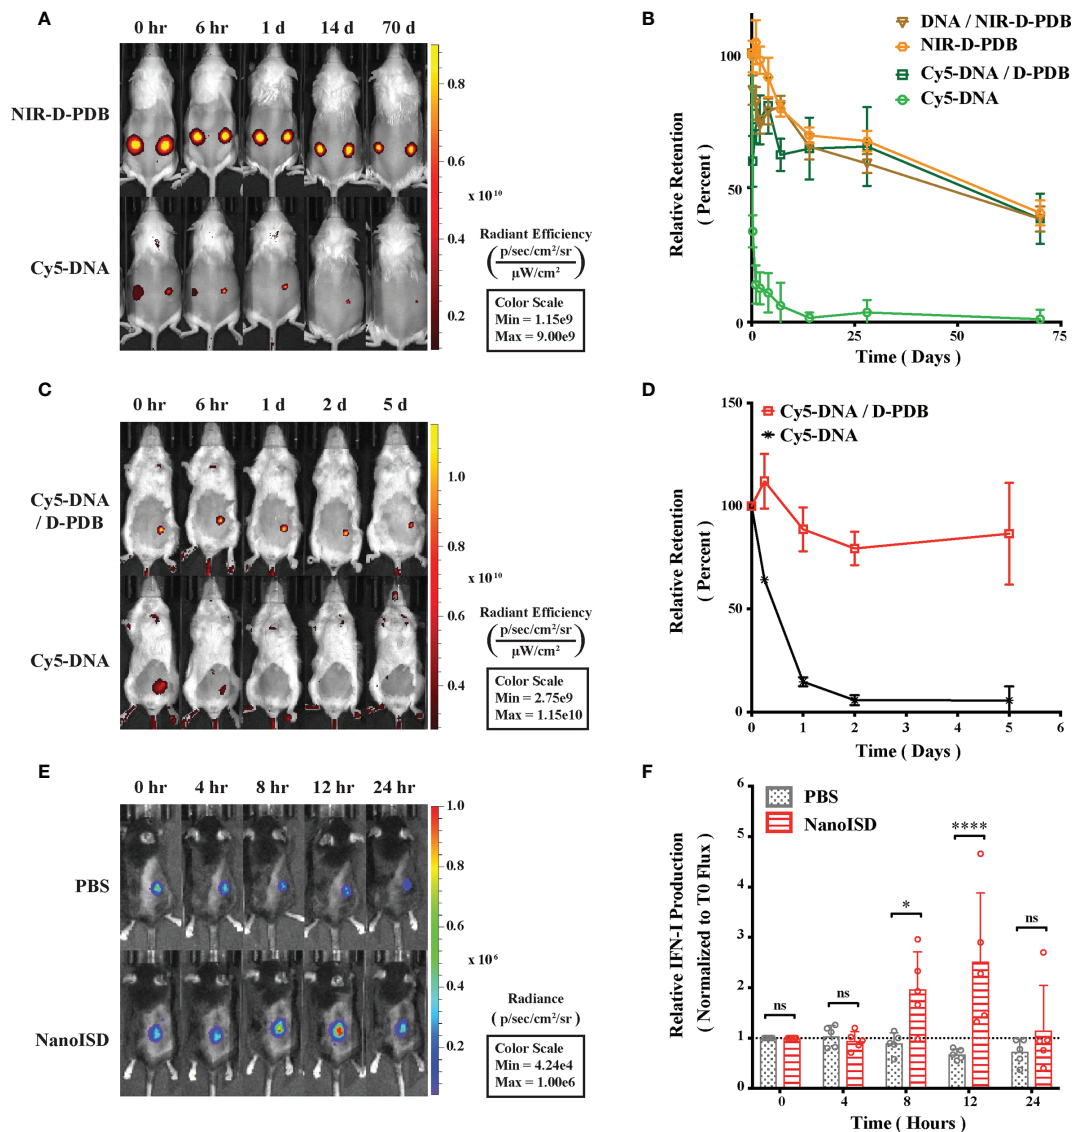 A
0 hr 6 hr 1 d 14 d 70 d
NIR-D-PDB
Cy5-DNA
0.8
0.6
x 10^10
0.4
0.2
Radiant Efficiency
( p/sec/cm²/sr / µW/cm² )
Color Scale
Min = 1.15e9
Max = 9.00e9
B
DNA / NIR-D-PDB
NIR-D-PDB
Cy5-DNA / D-PDB
Cy5-DNA
Relative Retention
( Percent )
100
50
0
0 25 50 75
Time ( Days )
C
0 hr 6 hr 1 d 2 d 5 d
Cy5-DNA
/ D-PDB
Cy5-DNA
1.0
0.8
x 10^10
0.6
0.4
Radiant Efficiency
( p/sec/cm²/sr / µW/cm² )
Color Scale
Min = 2.75e9
Max = 1.15e10
D
Cy5-DNA / D-PDB
Cy5-DNA
Relative Retention
( Percent )
150
100
50
0
0 1 2 3 4 5 6
Time ( Days )
E
0 hr 4 hr 8 hr 12 hr 24 hr
PBS
NanoISD
1.0
0.8
0.6
x 10^6
0.4
0.2
Radiance
( p/sec/cm²/sr )
Color Scale
Min = 4.24e4
Max = 1.00e6
F
PBS
NanoISD
Relative IFN-I Production
( Normalized to T0 Flux )
6
5
4
3
2
1
0
ns ns * **** ns
0 4 8 12 24
Time ( Hours )